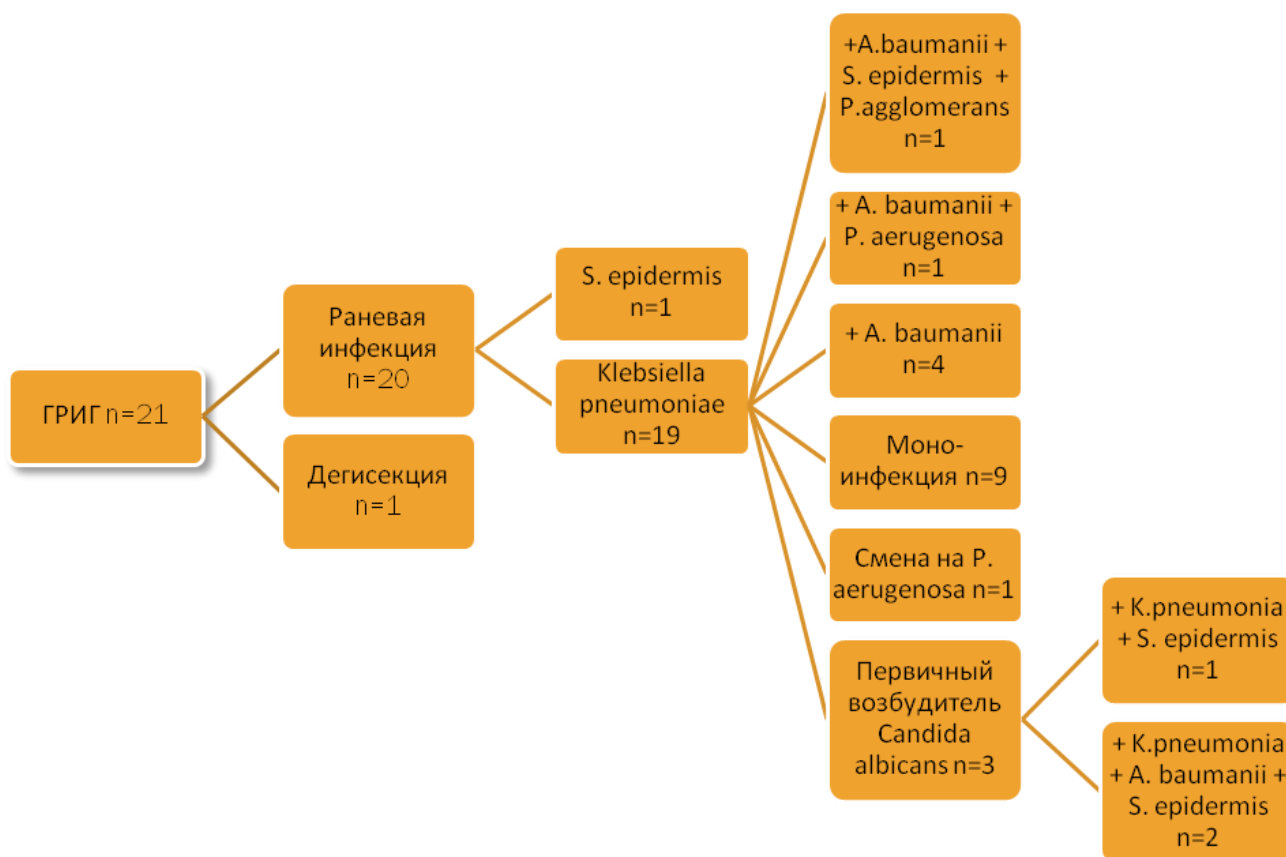 ГРИГ n=21
Раневая
инфекция
n=20
Дегисекция
n=1
S. epidermis
n=1
Klebsiella
pneumoniae
n=19
+A.baumanii +
S. epidermis +
P.agglomerans
n=1
+ A. baumanii +
P. aerugenosa
n=1
+ A. baumanii
n=4
Моно-
инфекция n=9
Смена на P.
aerugenosa n=1
Первичный
возбудитель
Candida
albicans n=3
+ K.pneumonia
+ S. epidermis
n=1
+ K.pneumonia
+ A. baumanii +
S. epidermis
n=2